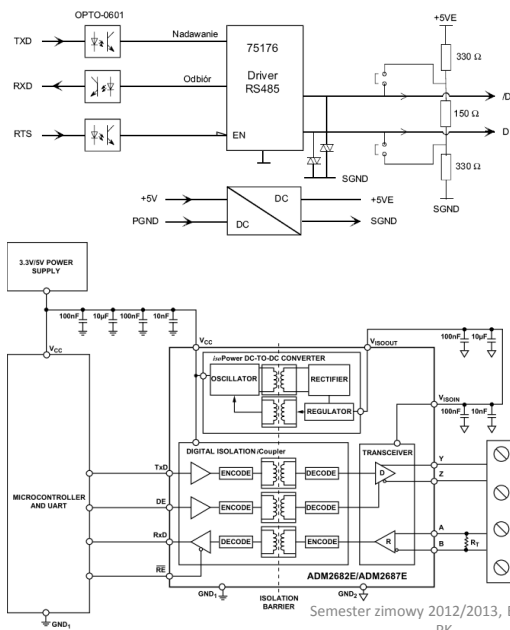 OPTO-0601
+5VE
TXD
Nadawanie
75176
Driver
RS485
330 Ω
RXD
Odbiór
/D
150 Ω
RTS
EN
D
330 Ω
SGND
SGND
+5V
DC
+5VE
PGND
DC
SGND
3.3V/5V POWER
SUPPLY
100nF 10µF 100nF 10nF
100nF 10µF
VCC
VCC
VISOOUT
isoPower DC-TO-DC CONVERTER
OSCILLATOR
RECTIFIER
REGULATOR
VISOIN
100nF 10nF
DIGITAL ISOLATION iCoupler
TRANSCEIVER
TxD
ENCODE
DECODE
D
Y
Z
MICROCONTROLLER
AND UART
DE
ENCODE
DECODE
RxD
DECODE
ENCODE
R
A
B
RT
RE
ADM2682E/ADM2687E
GND1
GND2
ISOLATION
BARRIER
GND1
Semester zimowy 2012/2013, E